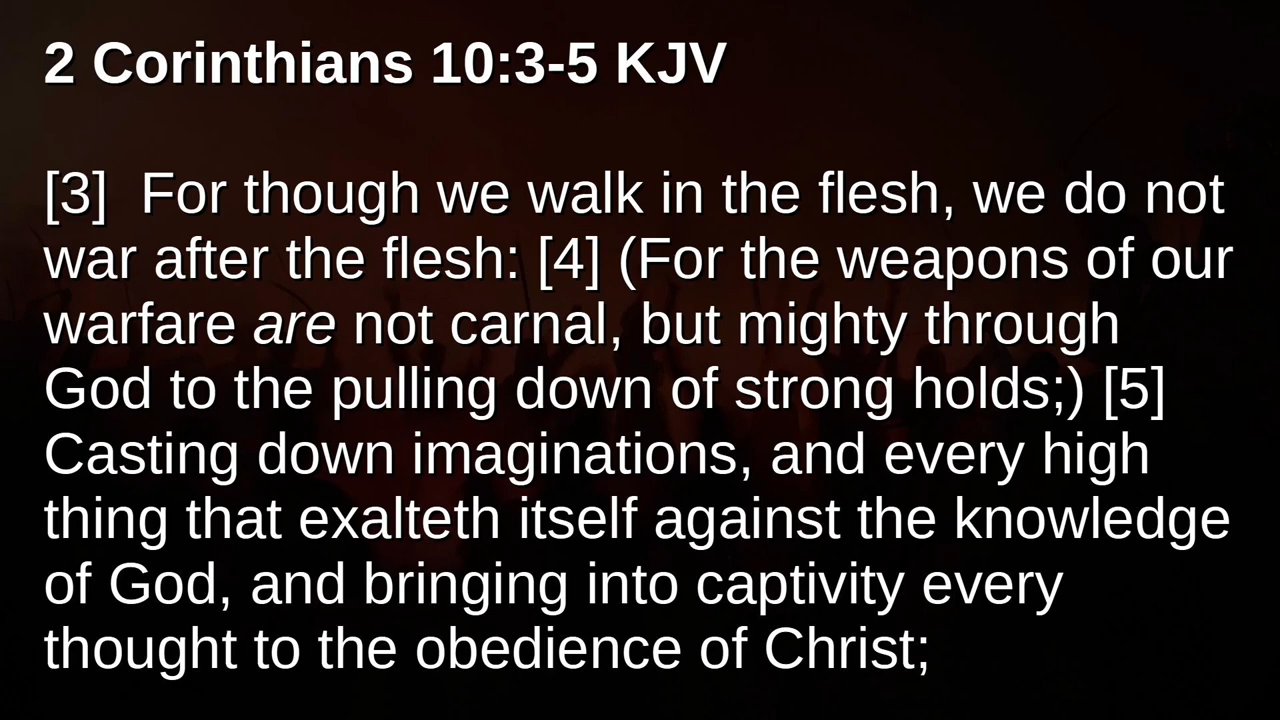 2 Corinthians 10:3-5 KJV
[3]  For though we walk in the flesh, we do not
war after the flesh: [4] (For the weapons of our
warfare are not carnal, but mighty through
God to the pulling down of strong holds;) [5]
Casting down imaginations, and every high
thing that exalteth itself against the knowledge
of God, and bringing into captivity every
thought to the obedience of Christ;